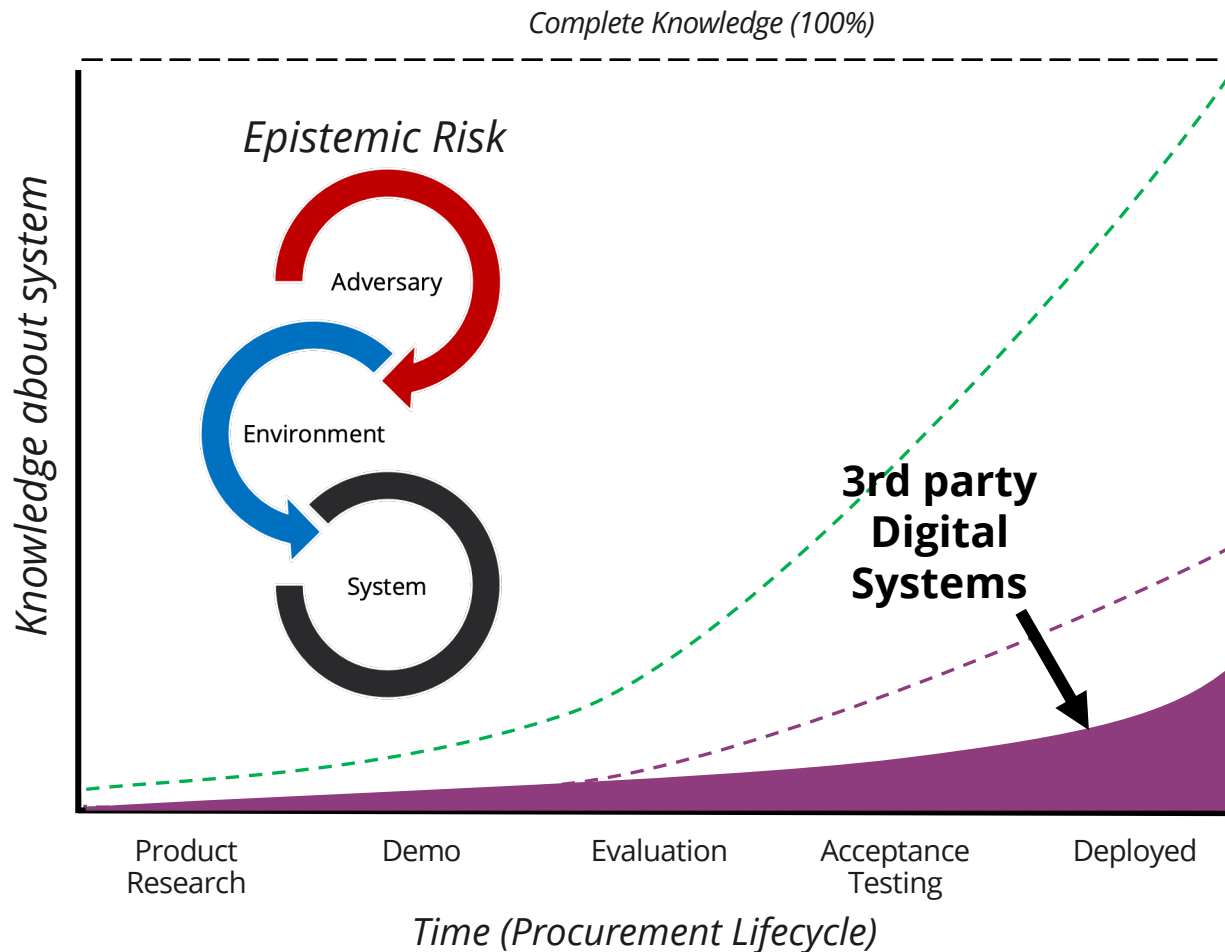 Complete Knowledge (100%)
Epistemic Risk
Knowledge about system
Adversary
Environment
System
3rd party
Digital
Systems
Product
Research
Demo
Evaluation
Acceptance
Testing
Deployed
Time (Procurement Lifecycle)